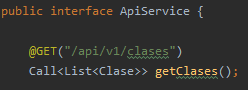 public interface ApiService {
@GET("/api/v1/clases")
Call<List<Clase>> getClases();